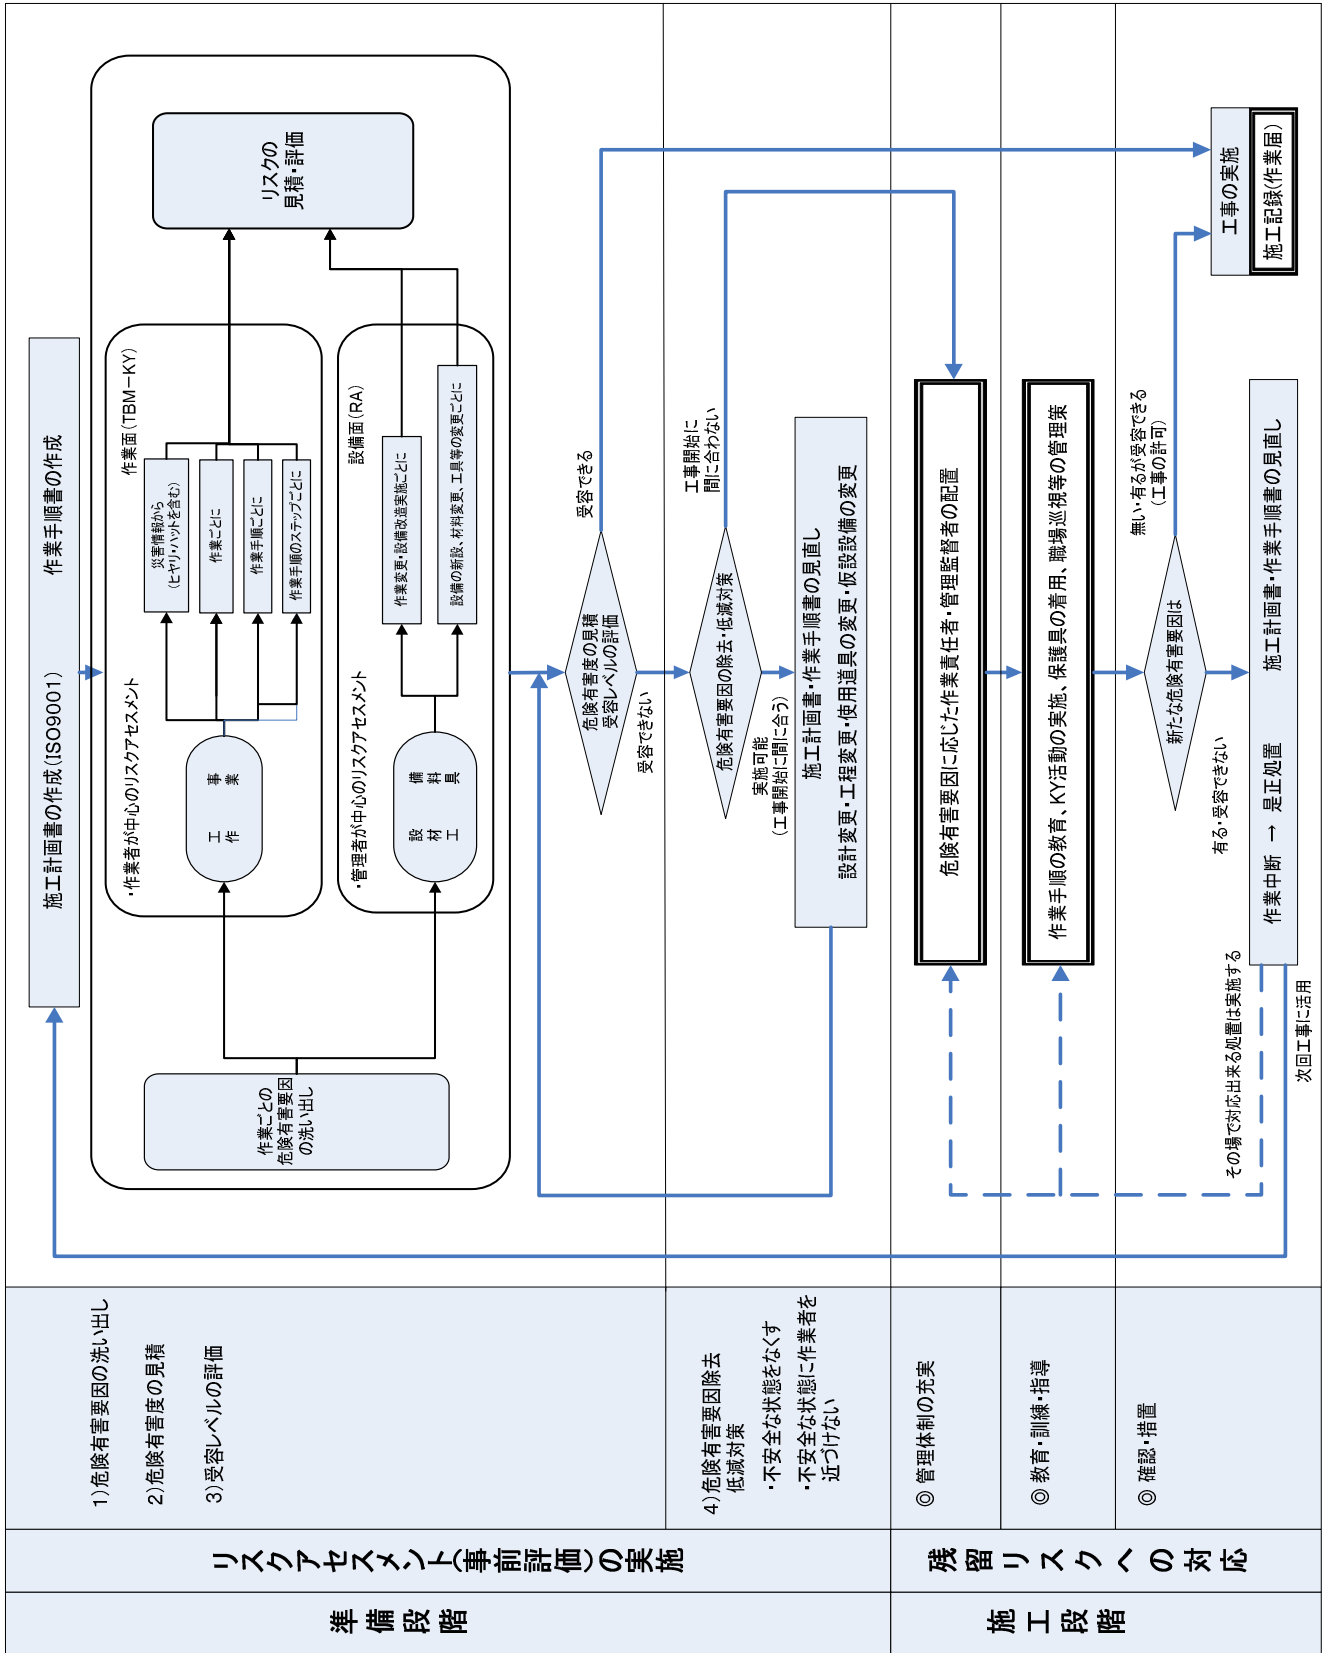 準備段階
施工段階
リスクアセスメント(事前評価)の実施
残留リスクへの対応
1)危険有害要因の洗い出し
2)危険有害度の見積
3)受容レベルの評価
4)危険有害要因除去
低減対策
・不安全な状態をなくす
・不安全な状態に作業者を
近づけない
◎ 管理体制の充実
◎ 教育・訓練・指導
◎ 確認・措置
施工計画書の作成(ISO9001) 作業手順書の作成
作業ごとの
危険有害要因
の洗い出し
・作業者が中心のリスクアセスメント
作業面(TBM－KY)
工事
作業
災害情報から
(ヒヤリ・ハットを含む)
作業ごとに
作業手順ごとに
作業手順のステップごとに
・管理者が中心のリスクアセスメント
設備面(RA)
設備
材料
工具
作業変更・設備改造実施ごとに
設備の新設、材料変更、工具等の変更ごとに
リスクの
見積・評価
危険有害度の見積
受容レベルの評価
受容できる
受容できない
危険有害要因の除去・低減対策
工事開始に
間に合わない
実施可能
(工事開始に間に合う)
施工計画書・作業手順書の見直し
設計変更・工程変更・使用道具の変更・仮設設備の変更
危険有害要因に応じた作業責任者・管理監督者の配置
作業手順の教育、KY活動の実施、保護具の着用、職場巡視等の管理策
新たな危険有害要因は
無い・有るが受容できる
(工事の許可)
有る・受容できない
工事の実施
施工記録(作業届)
作業中断 → 是正処置 施工計画書・作業手順書の見直し
その場で対応出来る処置は実施する
次回工事に活用